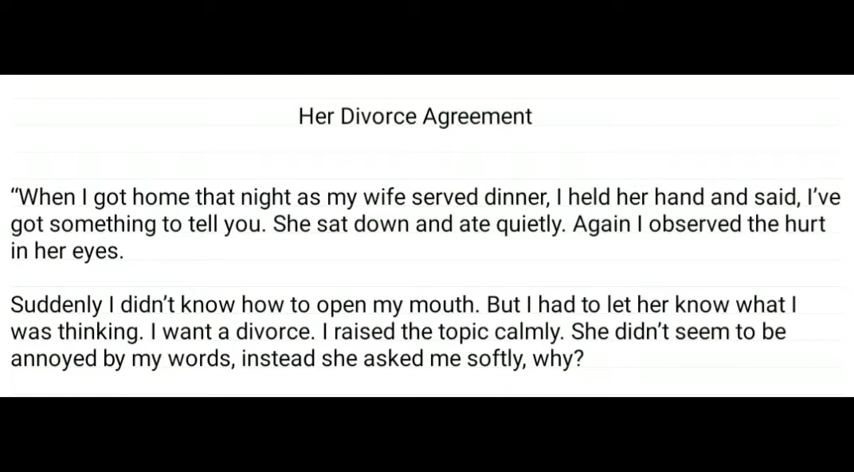 Her Divorce Agreement
“When I got home that night as my wife served dinner, I held her hand and said, I’ve
got something to tell you. She sat down and ate quietly. Again I observed the hurt
in her eyes.
Suddenly I didn’t know how to open my mouth. But I had to let her know what I
was thinking. I want a divorce. I raised the topic calmly. She didn’t seem to be
annoyed by my words, instead she asked me softly, why?